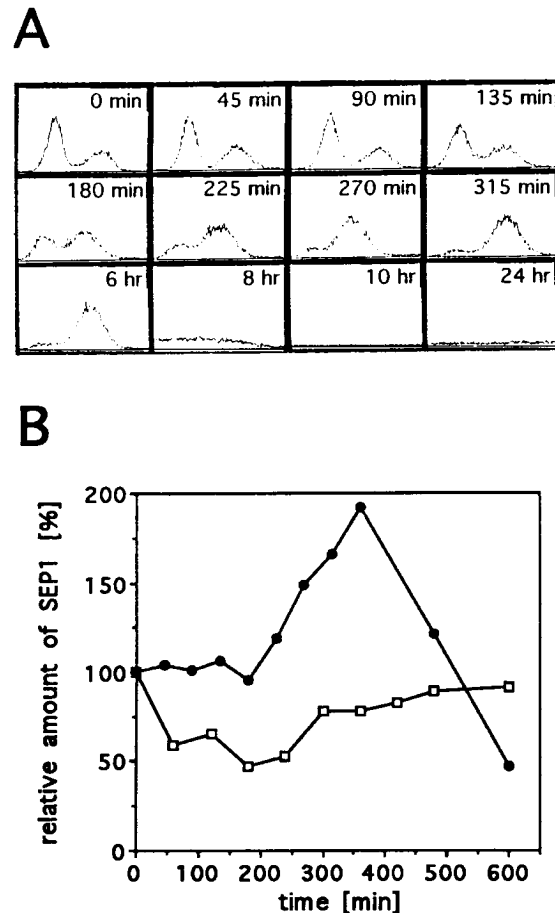 A
0 min 45 min 90 min 135 min
180 min 225 min 270 min 315 min
6 hr 8 hr 10 hr 24 hr
B
relative amount of SEP1 [%]
200
150
100
50
0
0 100 200 300 400 500 600
time [min]